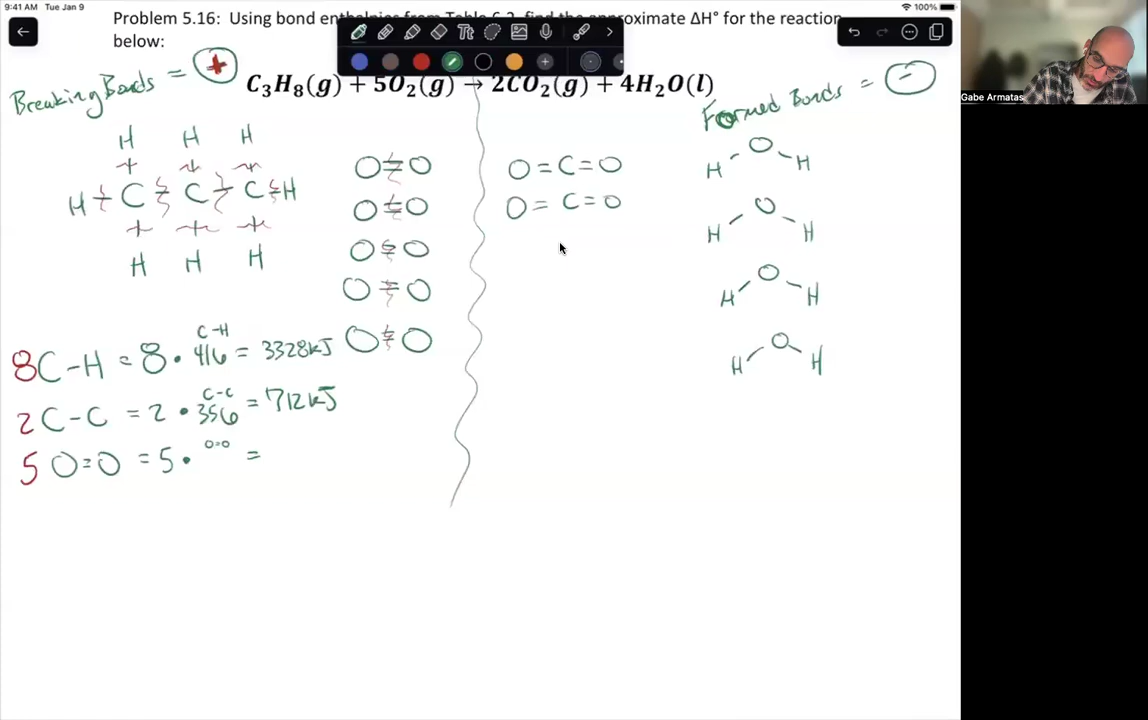 9:41 AM Tue Jan 9
100%
Problem 5.16: Using bond enthalpies from Table 6.2, find the approximate ΔH° for the reaction
below:
C₃H₈(g) + 5O₂(g) → 2CO₂(g) + 4H₂O(l)
Gabe Armatas
Breaking Bonds = +
Formed Bonds = -
H H H
H C C C H
H H H
O=O
O=O
O=O
O=O
O=O
O=C=O
O=C=O
H O H
H O H
H O H
H O H
C-H
8 C-H = 8 · 416 = 3328 kJ
C-C
2 C-C = 2 · 356 = 712 kJ
O=O
5 O=O = 5 · =
Tt